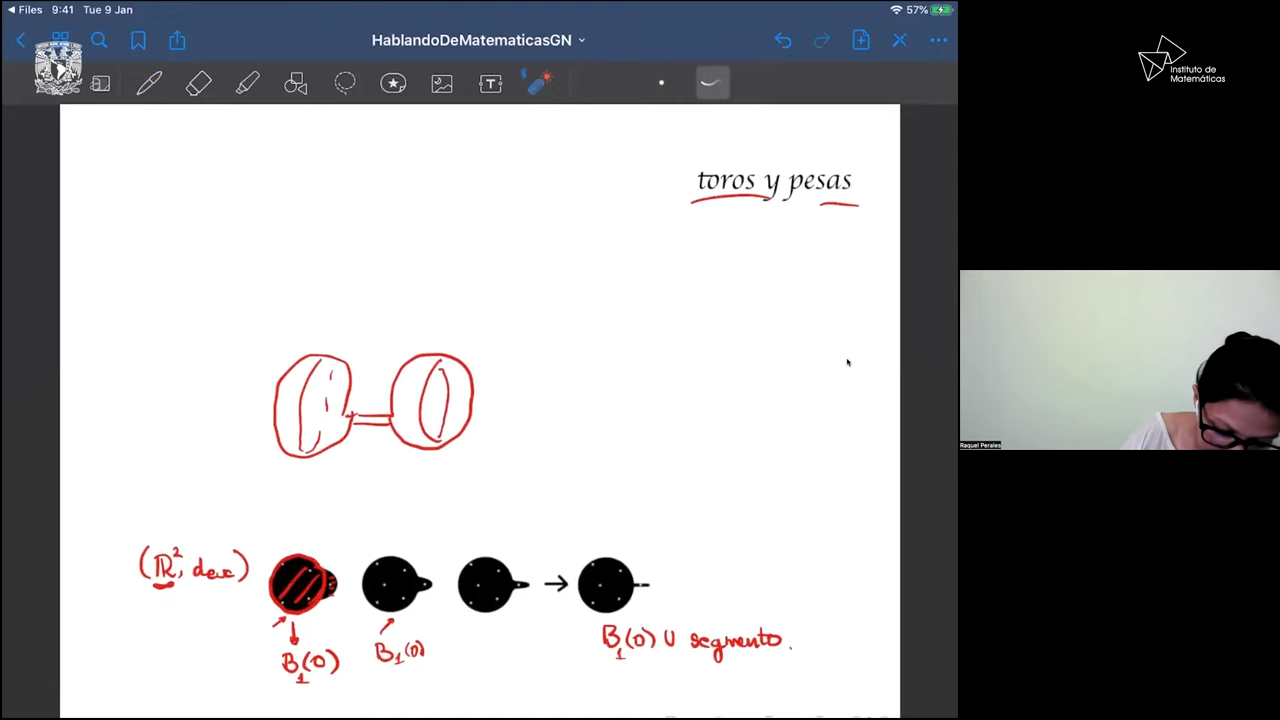 Files 9:41 Tue 9 Jan 57%
HablandoDeMatematicasGN
Instituto de
Matemáticas
T
toros y pesas
(ℝ², deuc)
B₁(0)
B₁(0)
B₁(0) ∪ segmento.
Raquel Perales